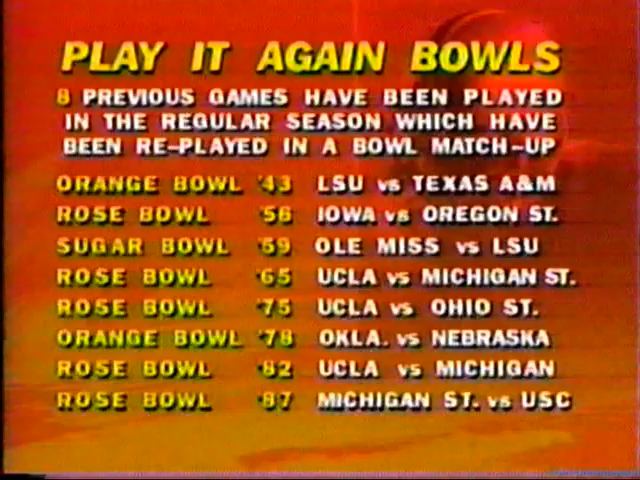 PLAY IT AGAIN BOWLS
8 PREVIOUS GAMES HAVE BEEN PLAYED
IN THE REGULAR SEASON WHICH HAVE
BEEN RE-PLAYED IN A BOWL MATCH-UP
ORANGE BOWL '43 LSU vs TEXAS A&M
ROSE BOWL '56 IOWA vs OREGON ST.
SUGAR BOWL '59 OLE MISS vs LSU
ROSE BOWL '65 UCLA vs MICHIGAN ST.
ROSE BOWL '75 UCLA vs OHIO ST.
ORANGE BOWL '78 OKLA. vs NEBRASKA
ROSE BOWL '82 UCLA vs MICHIGAN
ROSE BOWL '87 MICHIGAN ST. vs USC